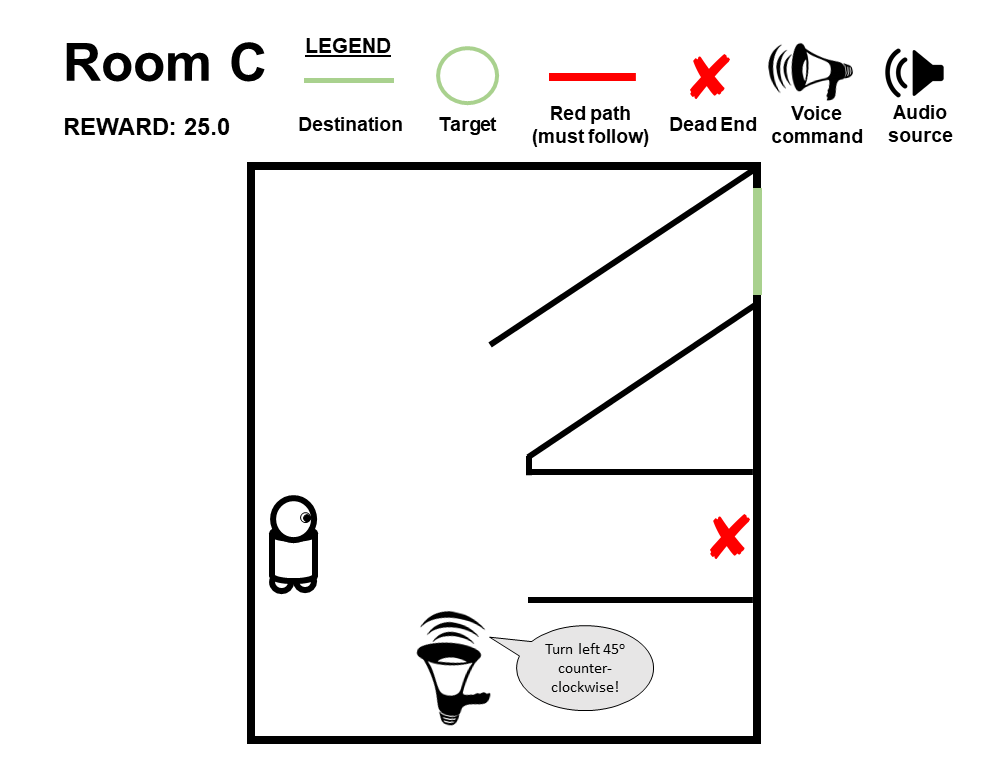 Room C
REWARD: 25.0
LEGEND
Destination
Target
Red path
(must follow)
Dead End
Voice
command
Audio
source
Turn left 45°
counter-
clockwise!